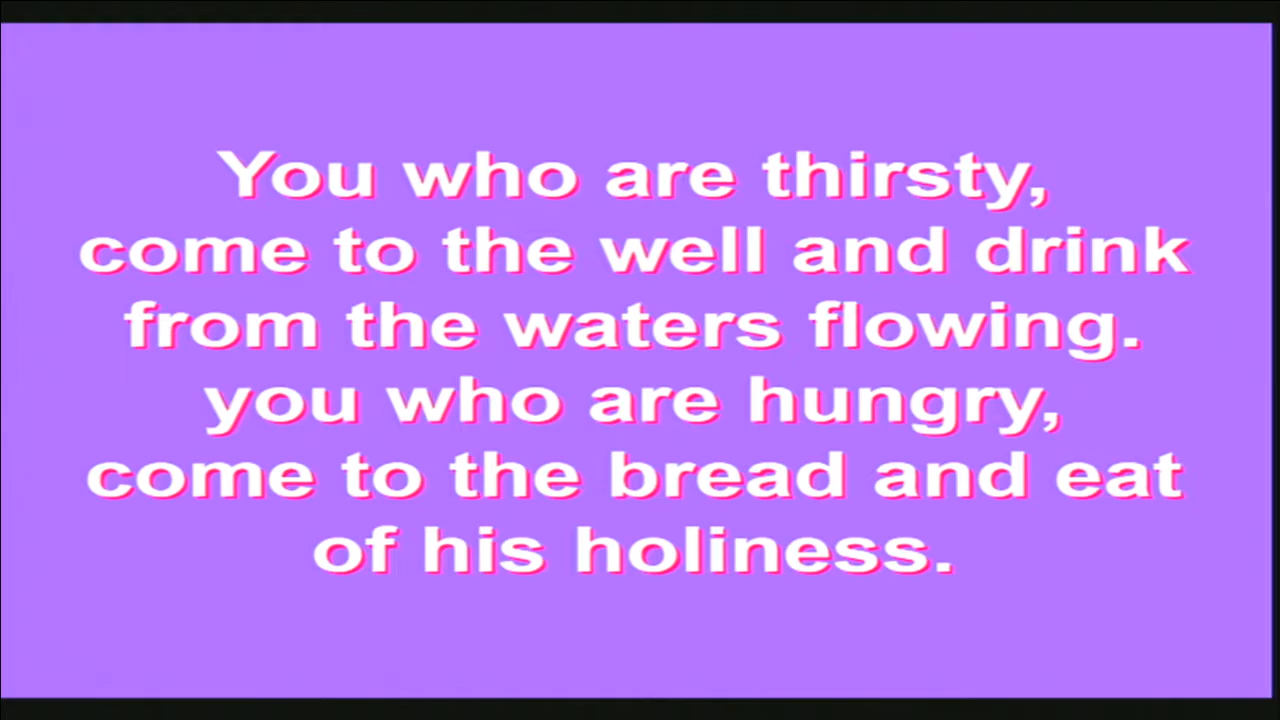 You who are thirsty,
come to the well and drink
from the waters flowing.
you who are hungry,
come to the bread and eat
of his holiness.